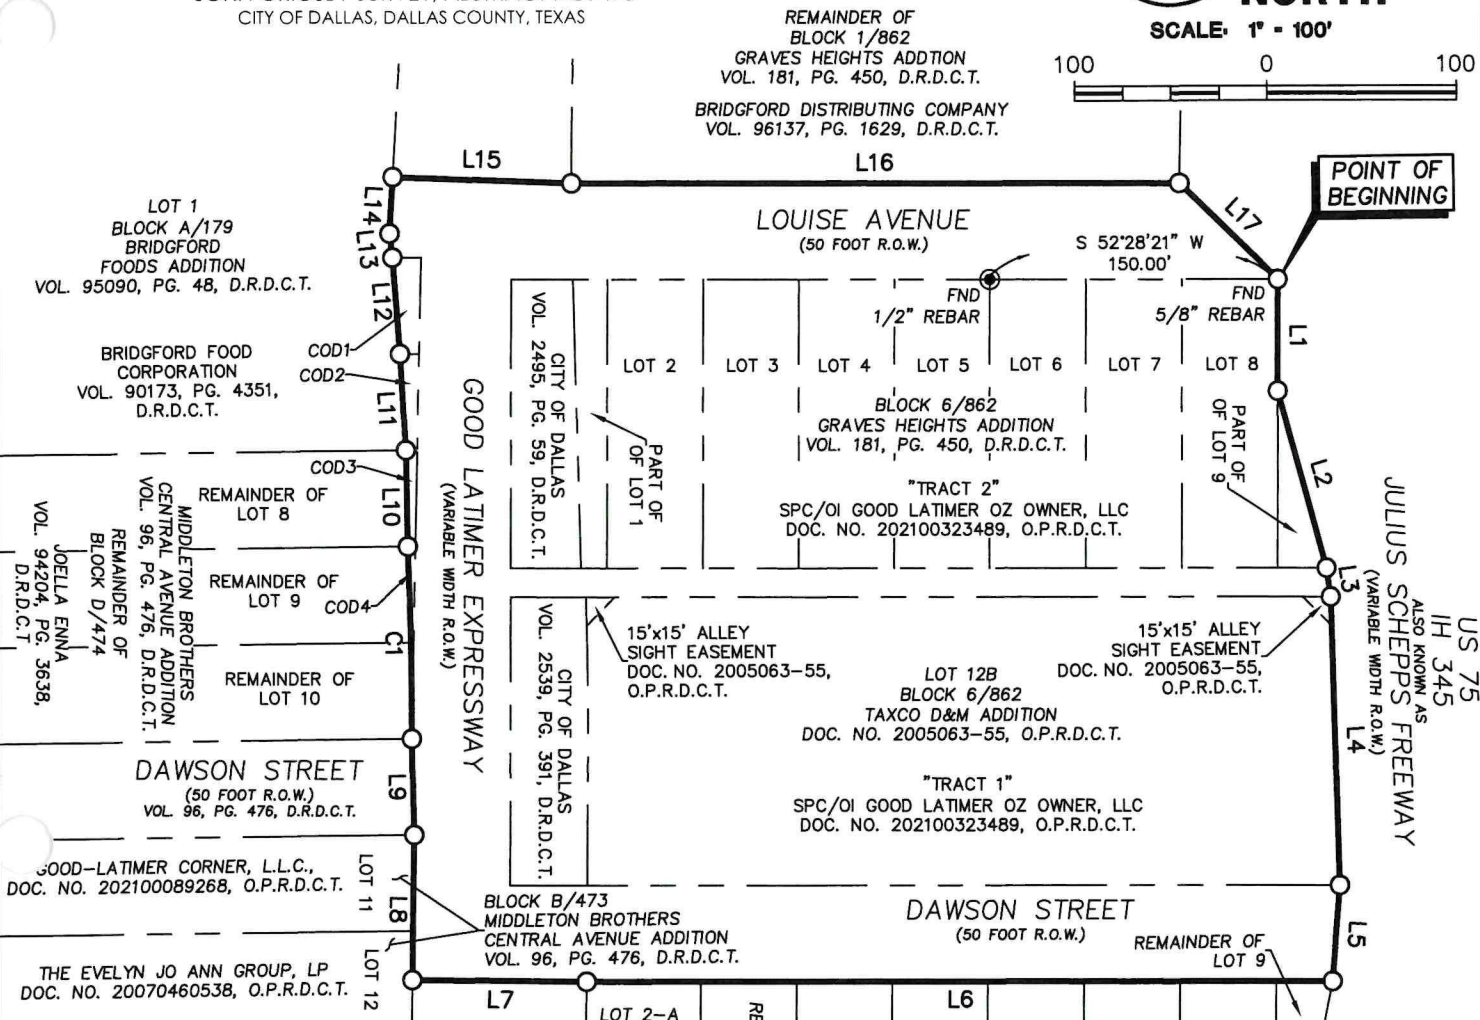 CITY OF DALLAS, DALLAS COUNTY, TEXAS
REMAINDER OF
BLOCK 1/862
GRAVES HEIGHTS ADDTION
VOL. 181, PG. 450, D.R.D.C.T.
BRIDGFORD DISTRIBUTING COMPANY
VOL. 96137, PG. 1629, D.R.D.C.T.
NORTH
SCALE: 1" = 100'
100 0 100
POINT OF
BEGINNING
L15
L16
L17
L14
L13
L12
L11
L10
C1
L9
L8
L7
L6
L5
L4
L3
L2
L1
LOUISE AVENUE
(50 FOOT R.O.W.)
S 52°28'21" W
150.00'
FND
1/2" REBAR
FND
5/8" REBAR
LOT 1
BLOCK A/179
BRIDGFORD
FOODS ADDITION
VOL. 95090, PG. 48, D.R.D.C.T.
BRIDGFORD FOOD
CORPORATION
VOL. 90173, PG. 4351,
D.R.D.C.T.
COD1
COD2
COD3
COD4
REMAINDER OF
LOT 8
REMAINDER OF
LOT 9
REMAINDER OF
LOT 10
MIDDLETON BROTHERS
CENTRAL AVENUE ADDITION
VOL. 96, PG. 476, D.R.D.C.T.
REMAINDER OF
BLOCK D/474
JOELLA ENNA
VOL. 94204, PG. 3638,
D.R.D.C.T
GOOD LATIMER EXPRESSWAY
(VARIABLE WIDTH R.O.W.)
CITY OF DALLAS
VOL. 2495, PG. 59, D.R.D.C.T.
PART OF
OF LOT 1
LOT 2
LOT 3
LOT 4
LOT 5
LOT 6
LOT 7
LOT 8
BLOCK 6/862
GRAVES HEIGHTS ADDITION
VOL. 181, PG. 450, D.R.D.C.T.
PART OF
OF LOT 9
"TRACT 2"
SPC/OI GOOD LATIMER OZ OWNER, LLC
DOC. NO. 202100323489, O.P.R.D.C.T.
CITY OF DALLAS
VOL. 2539, PG. 391, D.R.D.C.T.
15'x15' ALLEY
SIGHT EASEMENT
DOC. NO. 2005063-55,
O.P.R.D.C.T.
15'x15' ALLEY
SIGHT EASEMENT
DOC. NO. 2005063-55,
O.P.R.D.C.T.
LOT 12B
BLOCK 6/862
TAXCO D&M ADDITION
DOC. NO. 2005063-55, O.P.R.D.C.T.
"TRACT 1"
SPC/OI GOOD LATIMER OZ OWNER, LLC
DOC. NO. 202100323489, O.P.R.D.C.T.
US 75
IH 345
ALSO KNOWN AS
JULIUS SCHEPPS FREEWAY
(VARIABLE WIDTH R.O.W.)
DAWSON STREET
(50 FOOT R.O.W.)
VOL. 96, PG. 476, D.R.D.C.T.
GOOD-LATIMER CORNER, L.L.C.,
DOC. NO. 202100089268, O.P.R.D.C.T.
LOT 11
LOT 12
THE EVELYN JO ANN GROUP, LP
DOC. NO. 20070460538, O.P.R.D.C.T.
BLOCK B/473
MIDDLETON BROTHERS
CENTRAL AVENUE ADDITION
VOL. 96, PG. 476, D.R.D.C.T.
DAWSON STREET
(50 FOOT R.O.W.)
REMAINDER OF
LOT 9
LOT 2-A